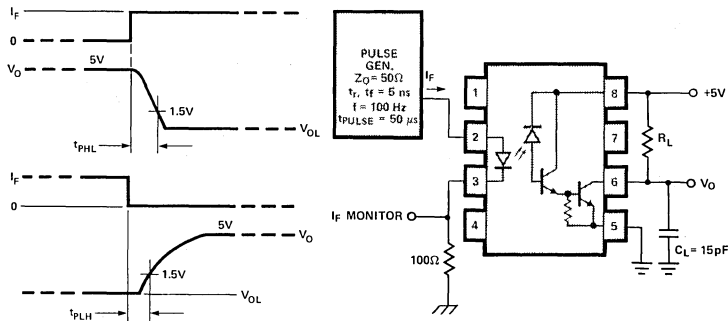 I_F
0
V_O
5V
1.5V
V_OL
t_PHL
I_F
0
5V
V_O
1.5V
V_OL
t_PLH
PULSE
GEN.
Z_O = 50Ω
t_r, t_f = 5 ns
f = 100 Hz
t_PULSE = 50 μs
I_F
1
2
3
4
8
7
6
5
+5V
R_L
V_O
C_L = 15pF
I_F MONITOR
100Ω